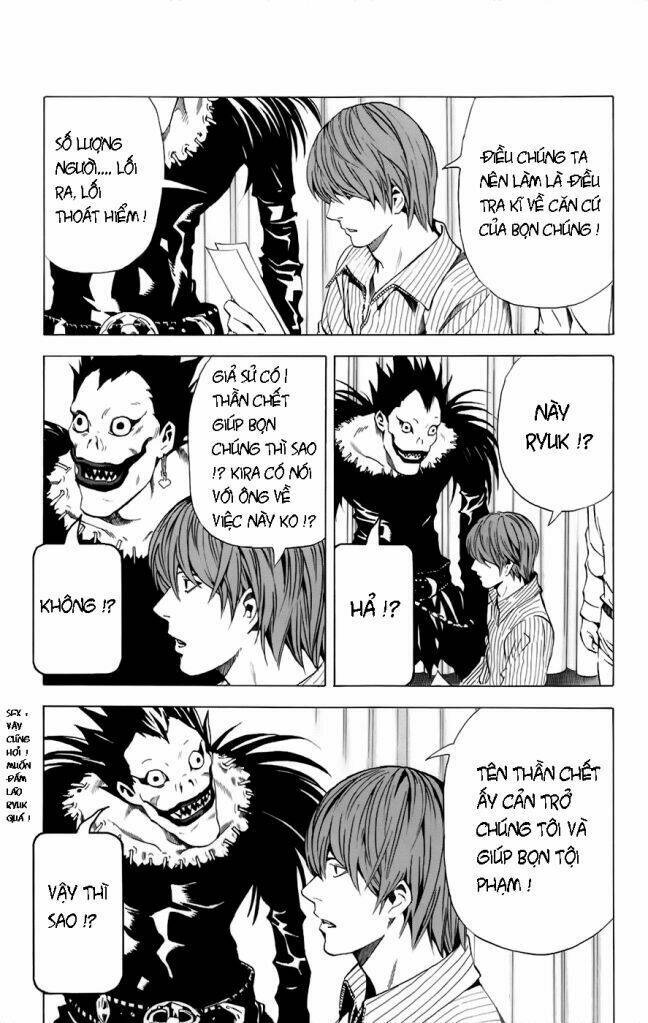 ĐIỀU CHÚNG TA
NÊN LÀM LÀ ĐIỀU
TRA KĨ VỀ CĂN CỨ
CỦA BỌN CHÚNG !
SỐ LƯỢNG
NGƯỜI.... LỐI
RA, LỐI
THOÁT HIỂM !
NÀY
RYUK !?
HẢ !?
GIẢ SỬ CÓ 1
THẦN CHẾT
GIÚP BỌN
CHÚNG THÌ SAO
!? KIRA CÓ NÓI
VỚI ÔNG VỀ
VIỆC NÀY KO !?
KHÔNG !?
TÊN THẦN CHẾT
ẤY CẢN TRỞ
CHÚNG TÔI VÀ
GIÚP BỌN TỘI
PHẠM !
VẬY THÌ
SAO !?
SFX :
VẬY
CŨNG
HỎI !
MUỐN
ĐẤM
LÃO
RYUK
QUÁ !